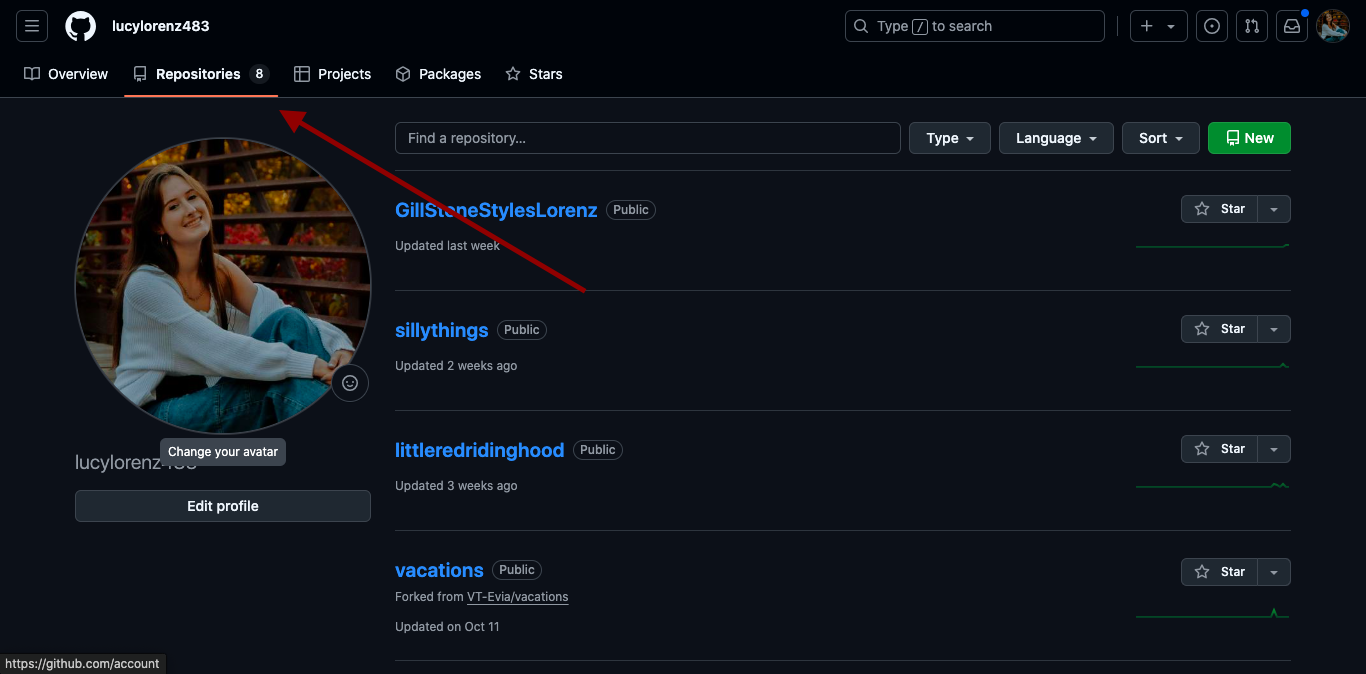 lucylorenz483
Type / to search
Overview
Repositories 8
Projects
Packages
Stars
Find a repository...
Type
Language
Sort
New
GillStoneStylesLorenz Public
Star
Updated last week
sillythings Public
Star
Updated 2 weeks ago
Change your avatar
lucylorenz483
Edit profile
littleredridinghood Public
Star
Updated 3 weeks ago
vacations Public
Star
Forked from VT-Evia/vacations
Updated on Oct 11
https://github.com/account